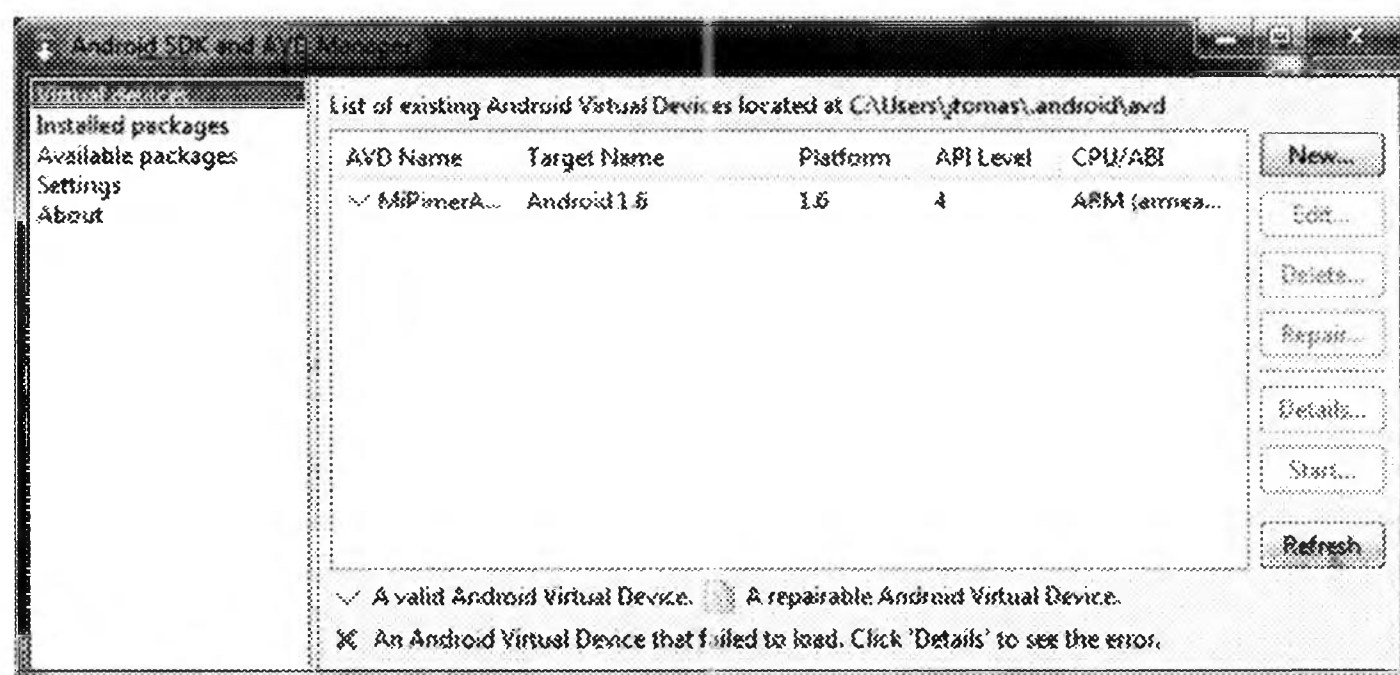 Android SDK and AVD Manager
Virtual devices
Installed packages
Available packages
Settings
About
List of existing Android Virtual Devices located at C:\Users\jtomas\.android\avd
AVD Name Target Name Platform API Level CPU/ABI
MiPimerA... Android 1.6 1.6 4 ARM (armea...
New...
Edit...
Delete...
Repair...
Details...
Start...
Refresh
A valid Android Virtual Device. A repairable Android Virtual Device.
An Android Virtual Device that failed to load. Click 'Details' to see the error.